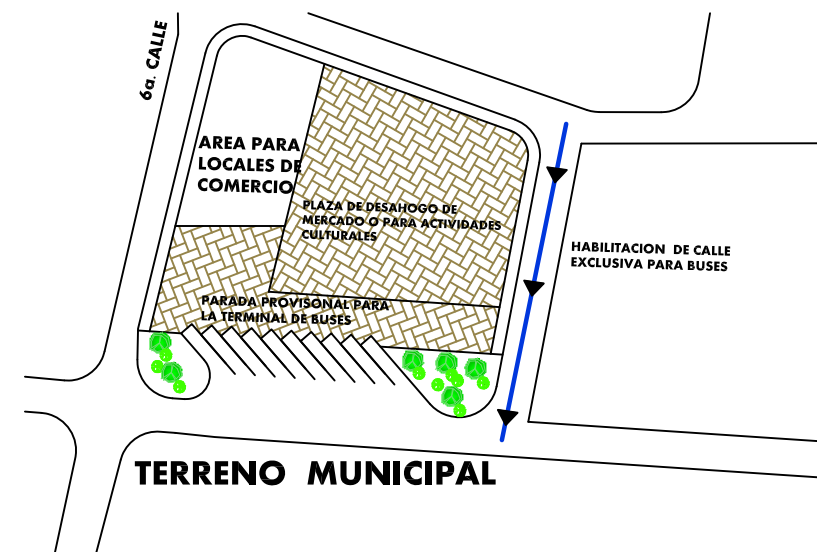 6a. CALLE
AREA PARA
LOCALES DE
COMERCIO
PLAZA DE DESAHOGO DE
MERCADO O PARA ACTIVIDADES
CULTURALES
HABILITACION DE CALLE
EXCLUSIVA PARA BUSES
PARADA PROVISONAL PARA
LA TERMINAL DE BUSES
TERRENO MUNICIPAL